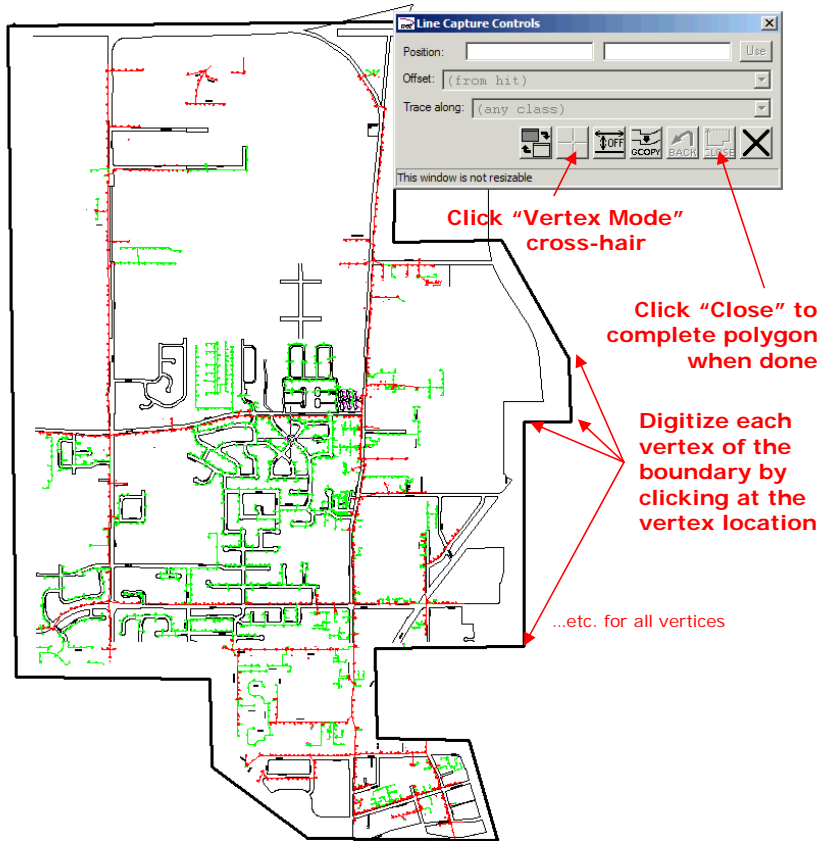 Line Capture Controls
Position:
Use
Offset: (from hit)
Trace along: (any class)
OFF
GCOPY
BACK
CLOSE
This window is not resizable
Click “Vertex Mode”
cross-hair
Click “Close” to
complete polygon
when done
Digitize each
vertex of the
boundary by
clicking at the
vertex location
...etc. for all vertices